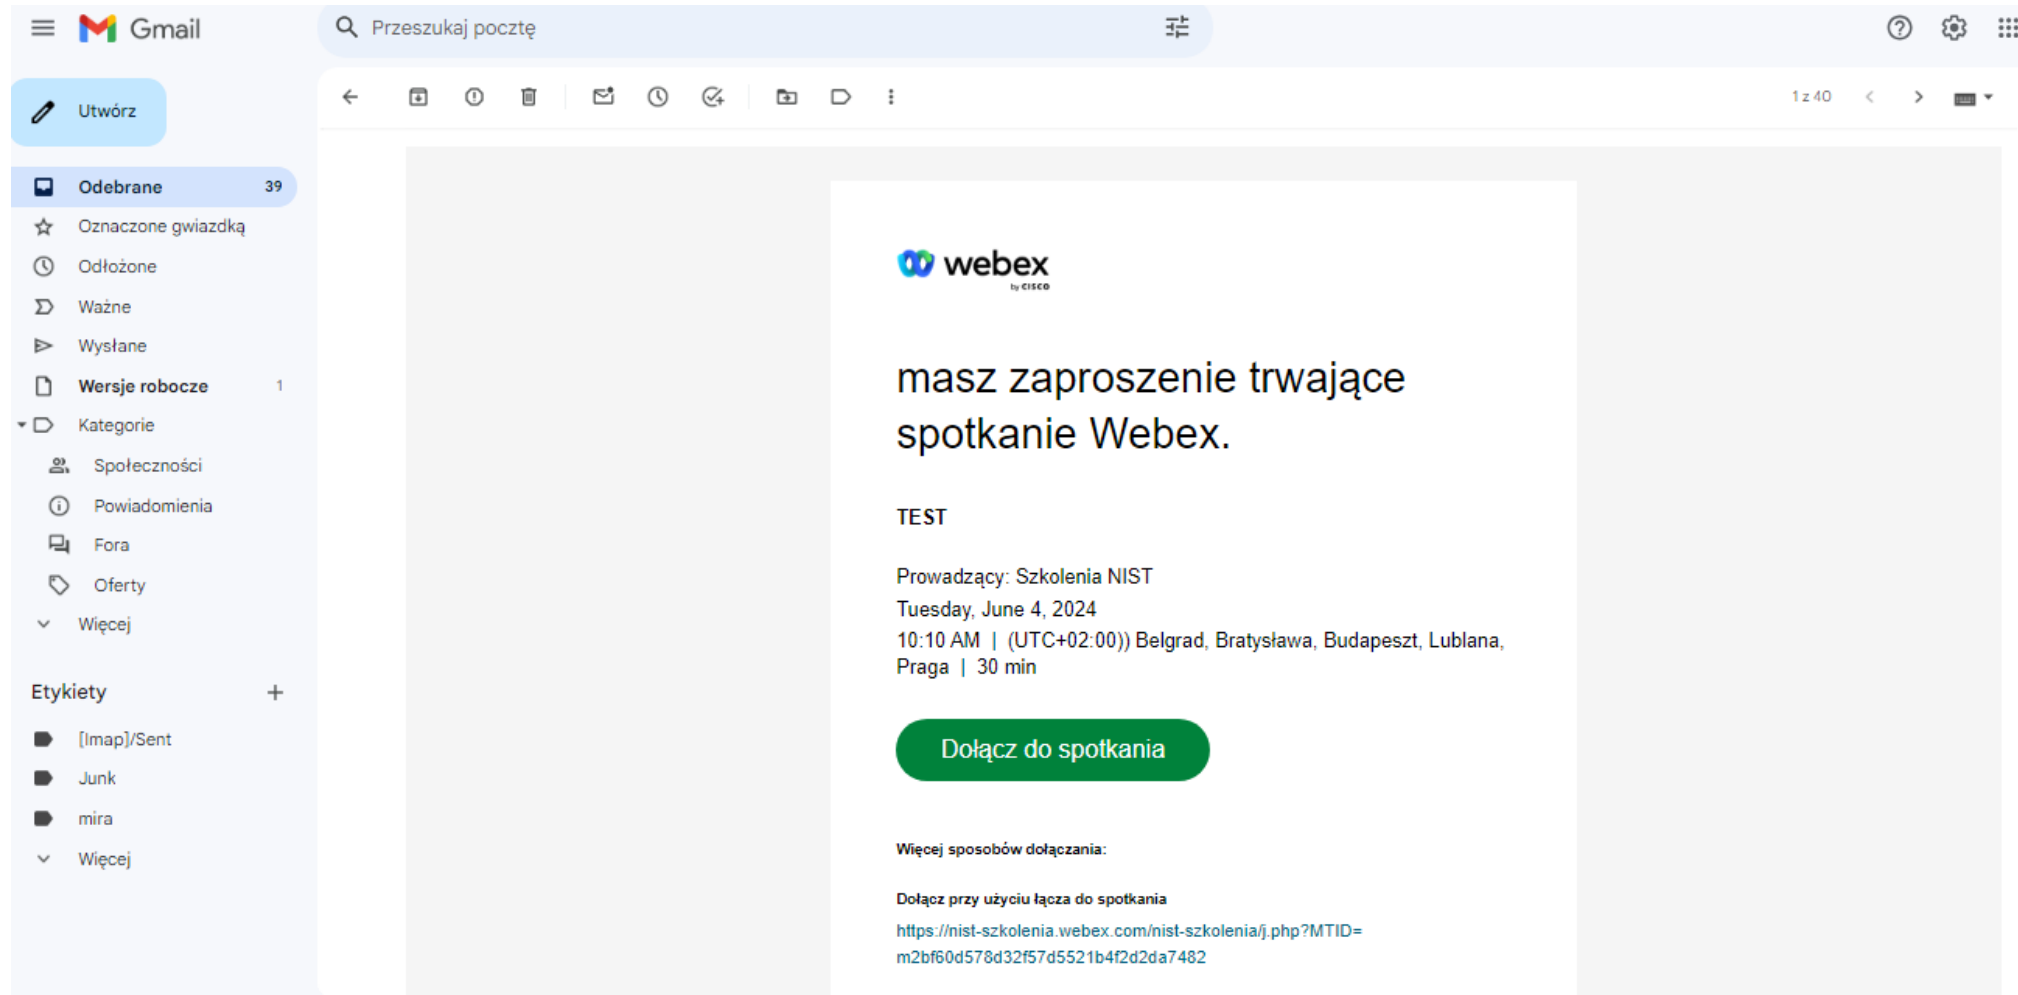 Gmail
Przeszukaj pocztę
Utwórz
1 z 40
Odebrane 39
Oznaczone gwiazdką
Odłożone
Ważne
Wysłane
Wersje robocze 1
Kategorie
Społeczności
Powiadomienia
Fora
Oferty
Więcej
Etykiety
[Imap]/Sent
Junk
mira
Więcej
webex
by CISCO
masz zaproszenie trwające
spotkanie Webex.
TEST
Prowadzący: Szkolenia NIST
Tuesday, June 4, 2024
10:10 AM | (UTC+02:00)) Belgrad, Bratysława, Budapeszt, Lublana,
Praga | 30 min
Dołącz do spotkania
Więcej sposobów dołączania:
Dołącz przy użyciu łącza do spotkania
https://nist-szkolenia.webex.com/nist-szkolenia/j.php?MTID=
m2bf60d578d32f57d5521b4f2d2da7482